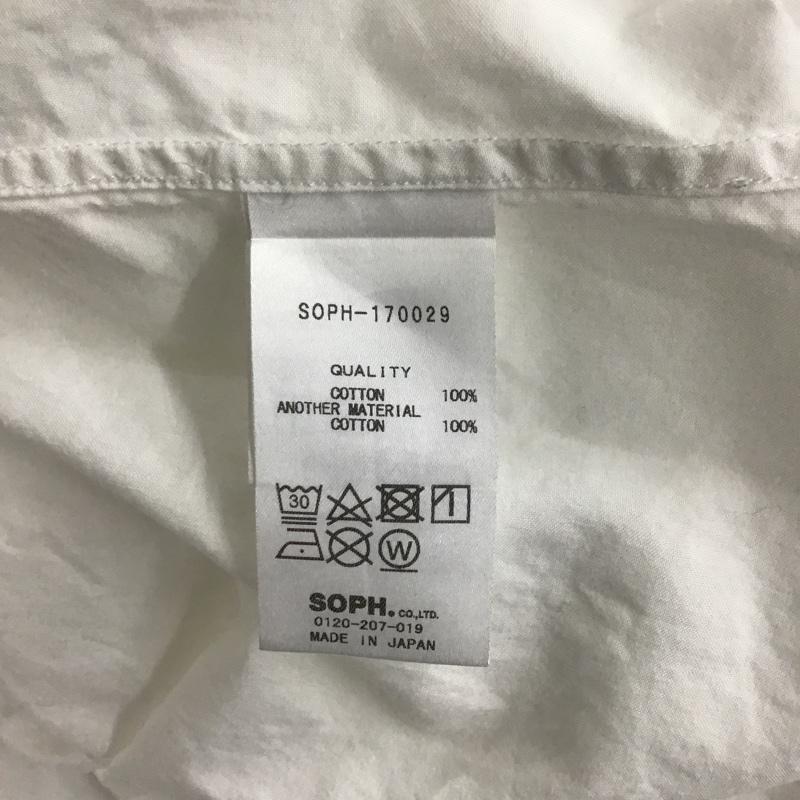 SOPH-170029
QUALITY
COTTON 100%
ANOTHER MATERIAL
COTTON 100%
30
W
SOPH. CO.,LTD.
0120-207-019
MADE IN JAPAN